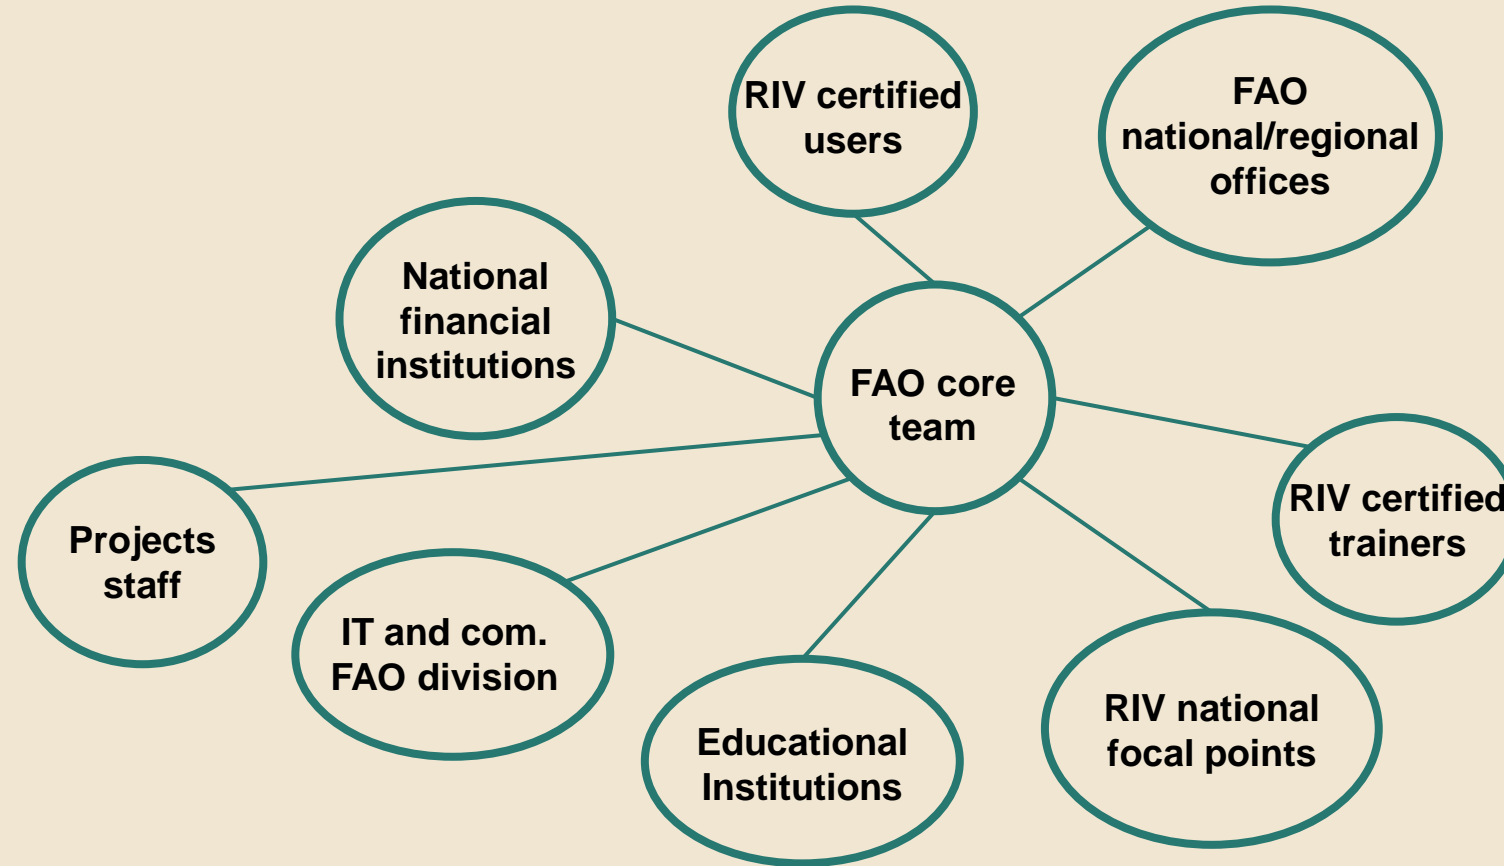 RIV certified
users
FAO
national/regional
offices
National
financial
institutions
FAO core
team
RIV certified
trainers
Projects
staff
IT and com.
FAO division
Educational
Institutions
RIV national
focal points